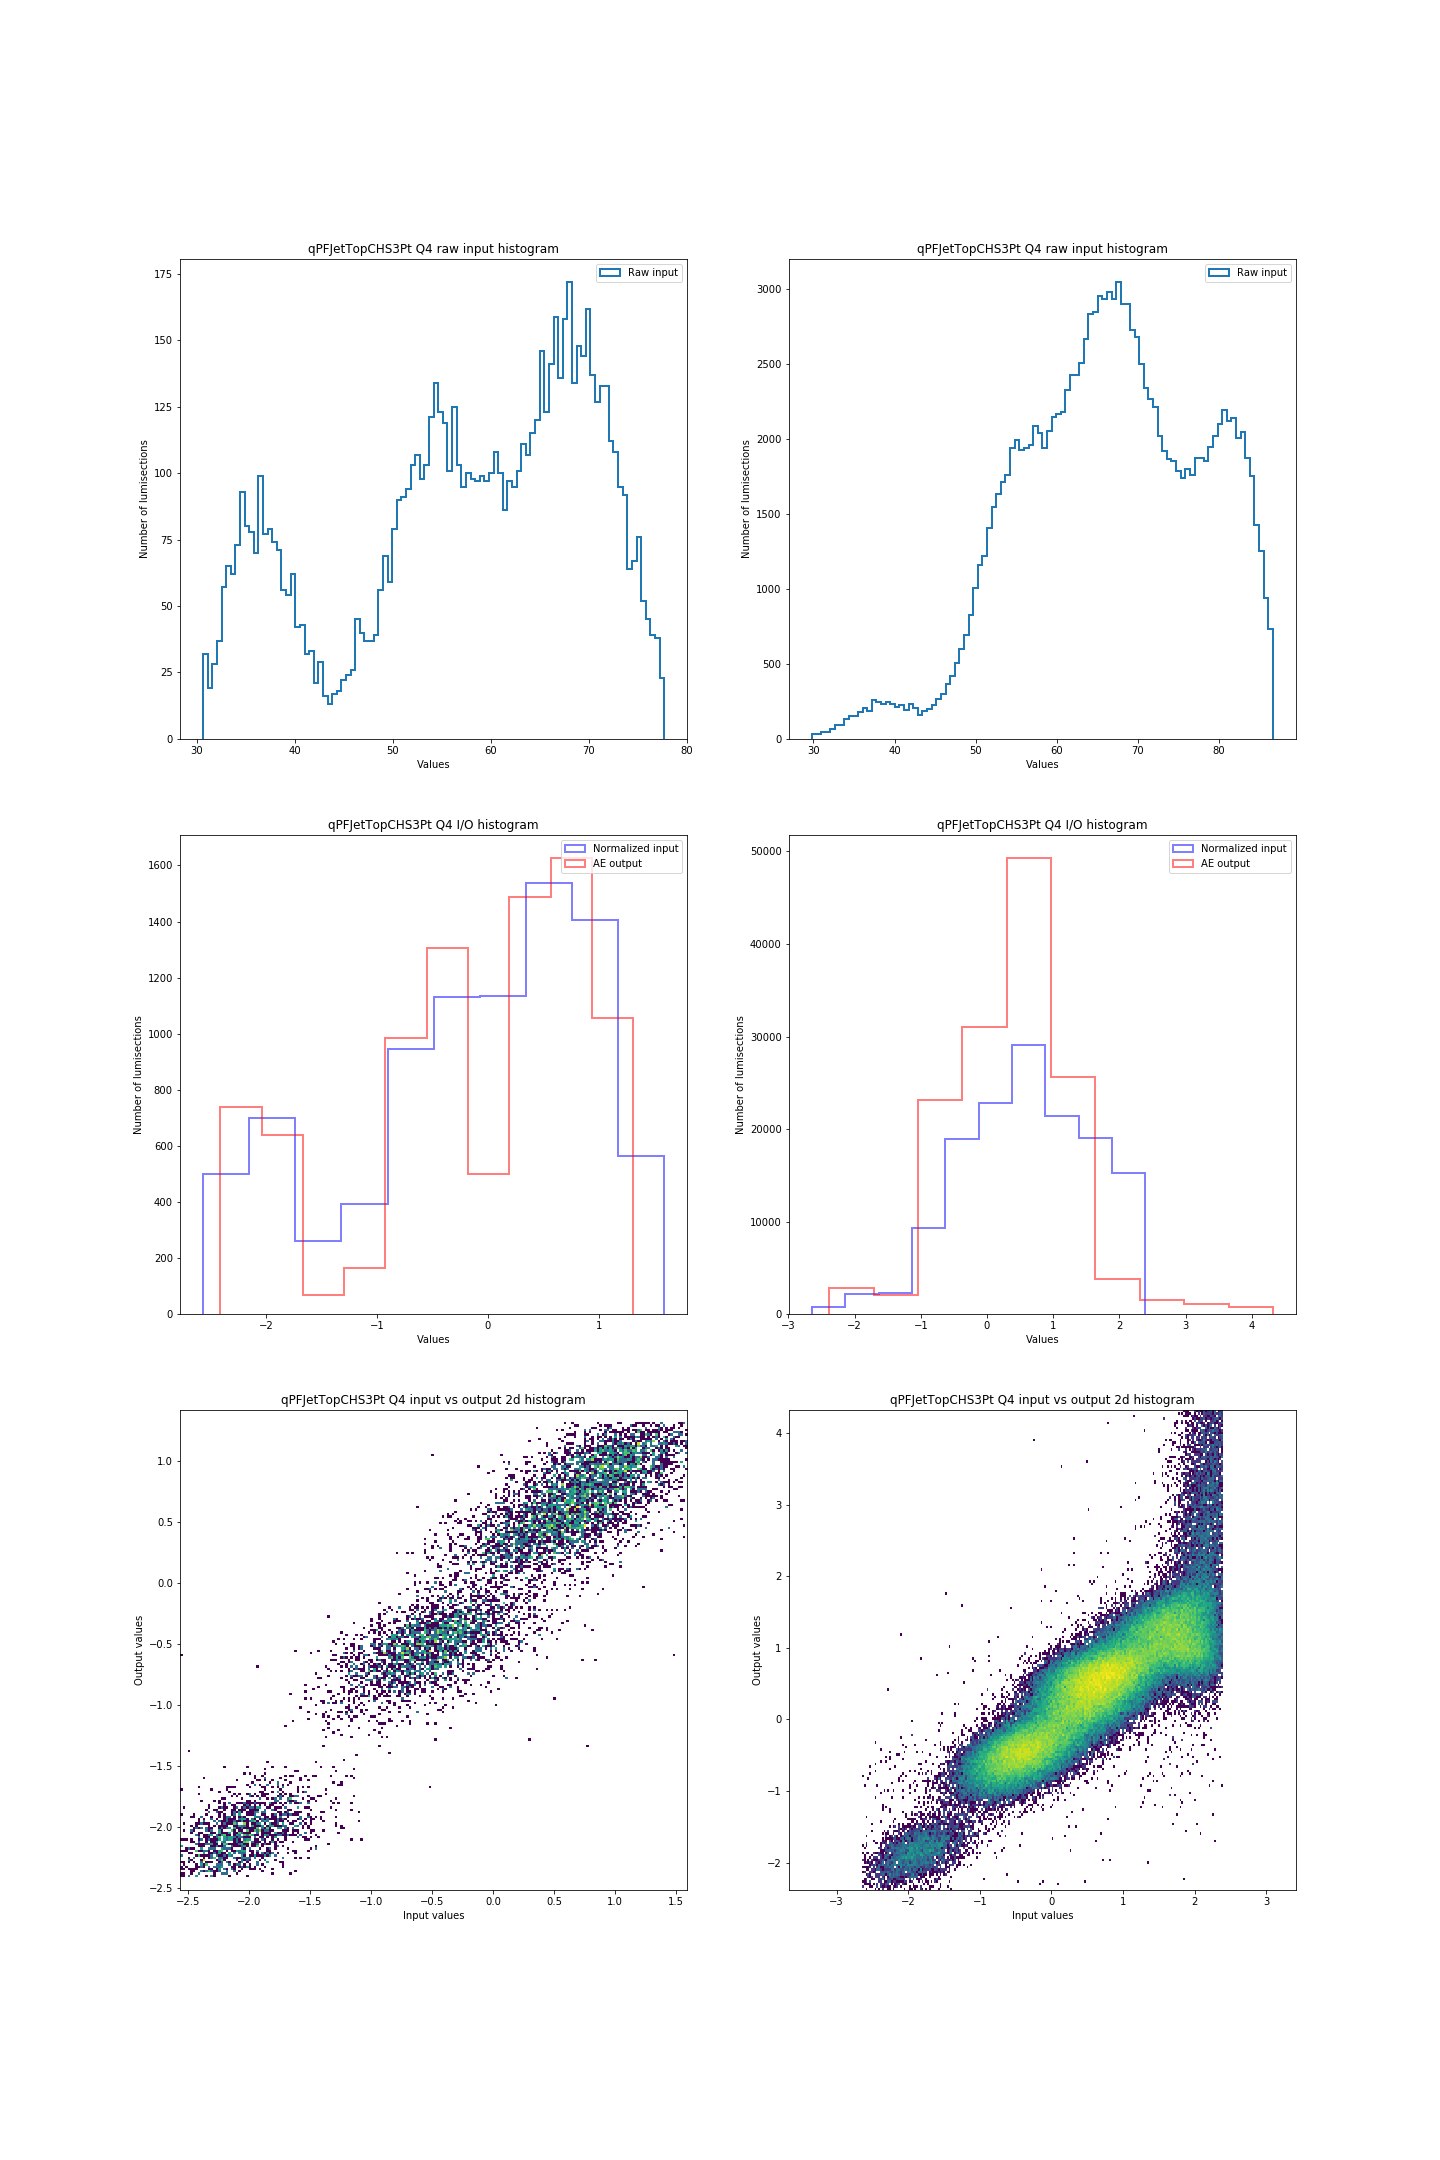 qPFJetTopCHS3Pt Q4 raw input histogram
Raw input
175
150
125
100
75
50
25
0
Number of lumisections
30 40 50 60 70 80
Values
qPFJetTopCHS3Pt Q4 raw input histogram
Raw input
3000
2500
2000
1500
1000
500
0
Number of lumisections
30 40 50 60 70 80
Values
qPFJetTopCHS3Pt Q4 I/O histogram
Normalized input
AE output
1600
1400
1200
1000
800
600
400
200
0
Number of lumisections
−2 −1 0 1
Values
qPFJetTopCHS3Pt Q4 I/O histogram
Normalized input
AE output
50000
40000
30000
20000
10000
0
Number of lumisections
−3 −2 −1 0 1 2 3 4
Values
qPFJetTopCHS3Pt Q4 input vs output 2d histogram
1.0
0.5
0.0
−0.5
−1.0
−1.5
−2.0
−2.5
Output values
−2.5 −2.0 −1.5 −1.0 −0.5 0.0 0.5 1.0 1.5
Input values
qPFJetTopCHS3Pt Q4 input vs output 2d histogram
4
3
2
1
0
−1
−2
Output values
−3 −2 −1 0 1 2 3
Input values